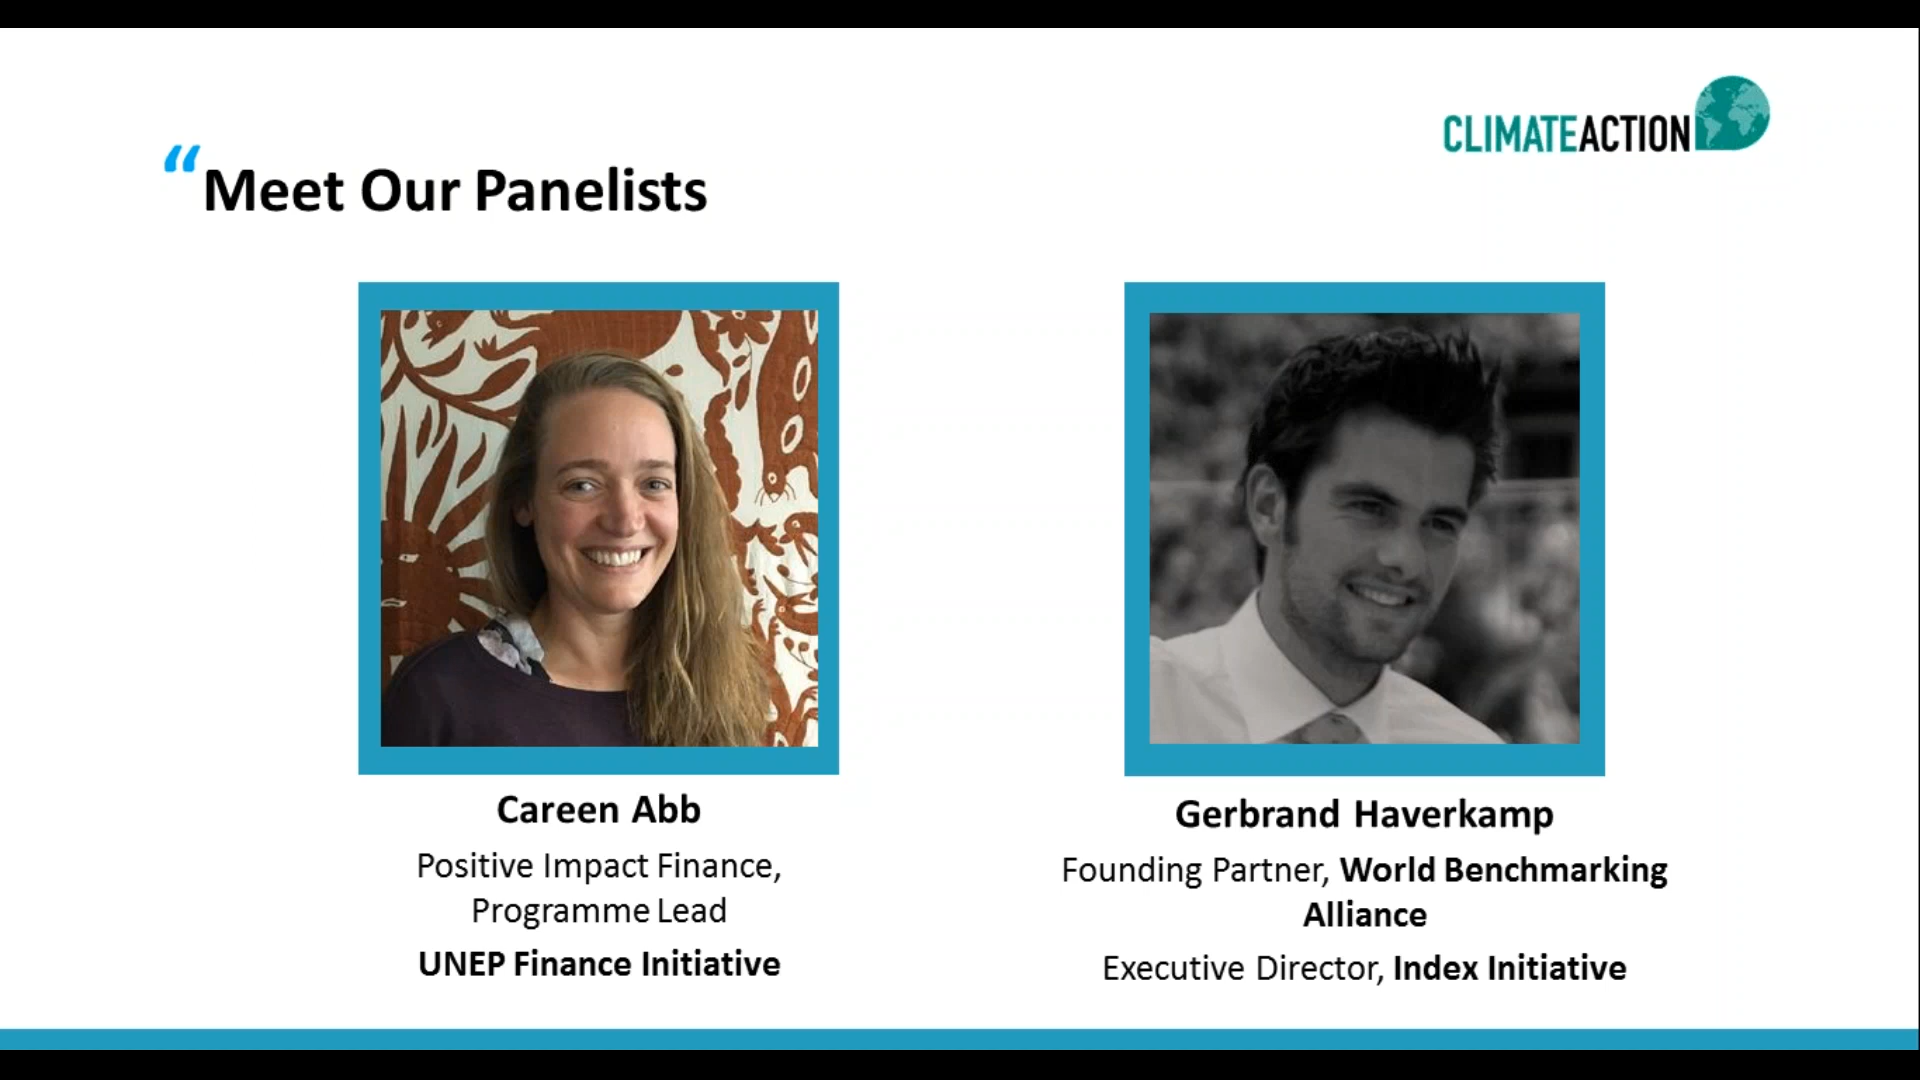 CLIMATEACTION
“Meet Our Panelists
Careen Abb
Positive Impact Finance,
Programme Lead
UNEP Finance Initiative
Gerbrand Haverkamp
Founding Partner, World Benchmarking
Alliance
Executive Director, Index Initiative